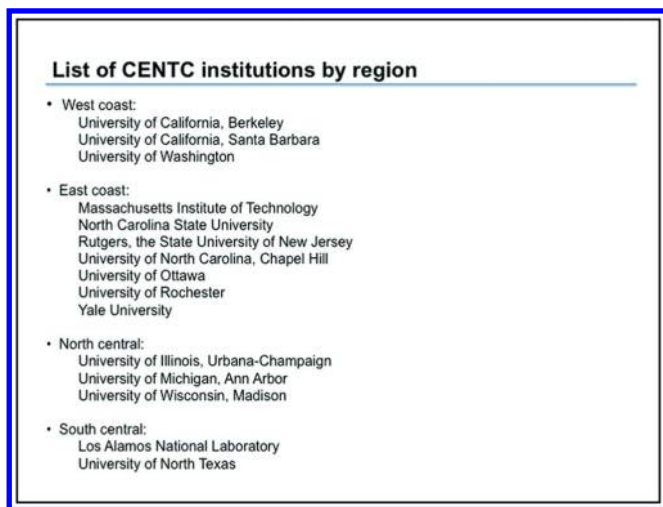 List of CENTC institutions by region
• West coast:
University of California, Berkeley
University of California, Santa Barbara
University of Washington
• East coast:
Massachusetts Institute of Technology
North Carolina State University
Rutgers, the State University of New Jersey
University of North Carolina, Chapel Hill
University of Ottawa
University of Rochester
Yale University
• North central:
University of Illinois, Urbana-Champaign
University of Michigan, Ann Arbor
University of Wisconsin, Madison
• South central:
Los Alamos National Laboratory
University of North Texas